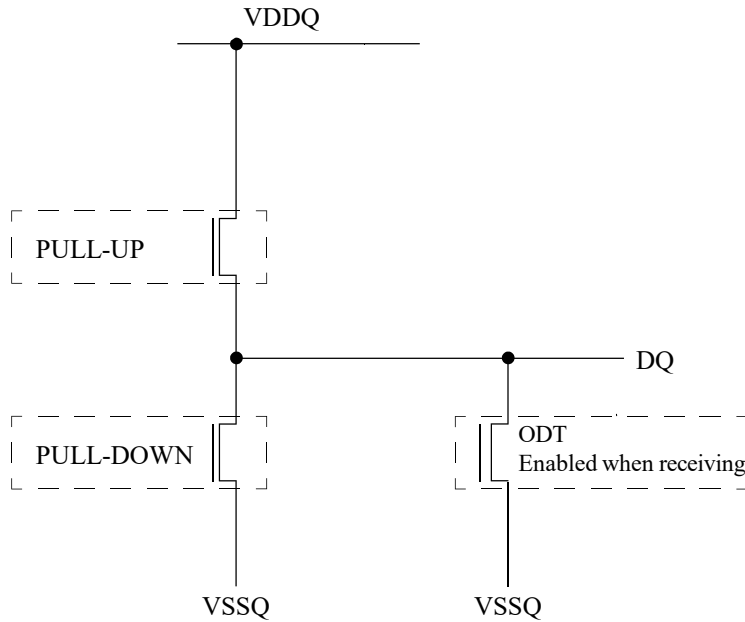 VDDQ
PULL-UP
DQ
PULL-DOWN
ODT
Enabled when receiving
VSSQ
VSSQ